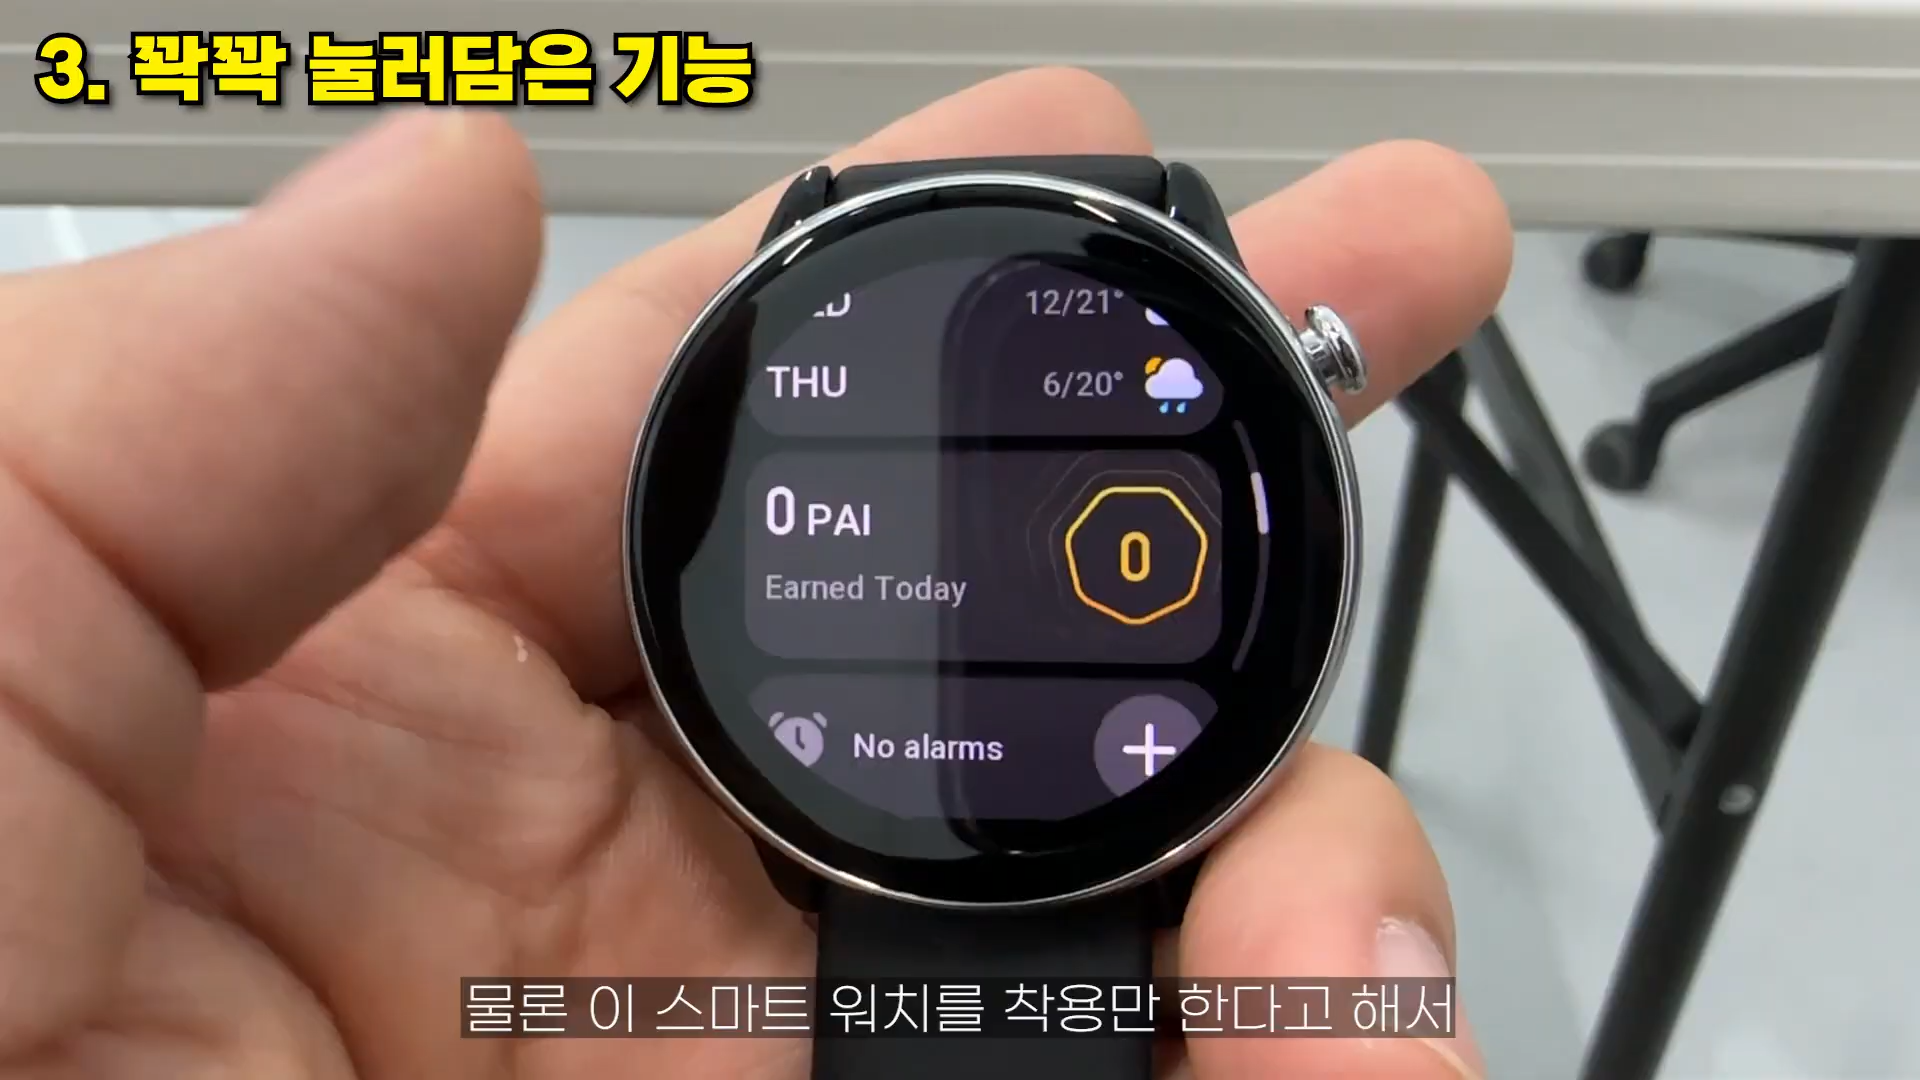 3. 꽉꽉 눌러담은 기능
12/21°
THU 6/20°
0 PAI
0
Earned Today
No alarms
물론 이 스마트 워치를 착용만 한다고 해서